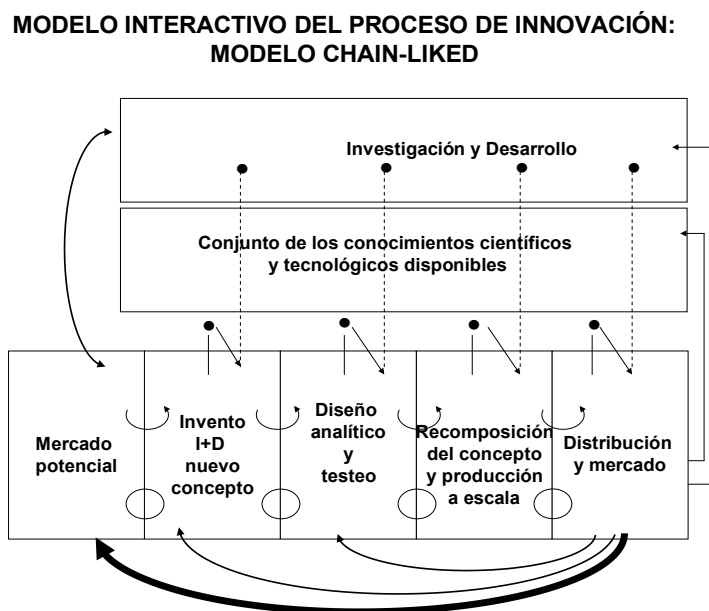 MODELO INTERACTIVO DEL PROCESO DE INNOVACIÓN:
MODELO CHAIN-LIKED
Investigación y Desarrollo
Conjunto de los conocimientos científicos
y tecnológicos disponibles
Mercado
potencial
Invento
I+D
nuevo
concepto
Diseño
analítico
y
testeo
Recomposición
del concepto
y producción
a escala
Distribución
y mercado